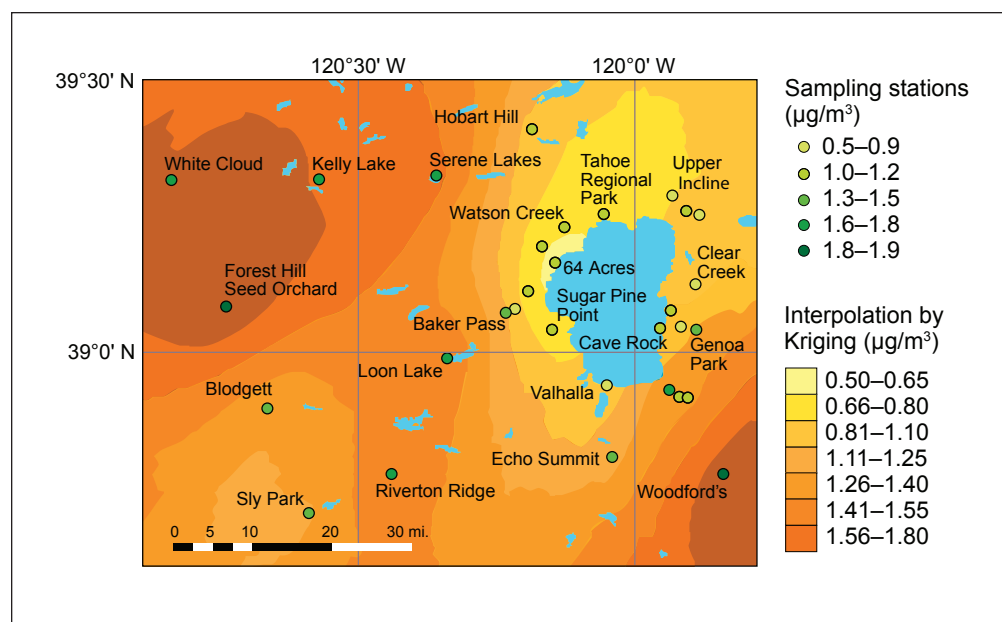 120°30' W
120°0' W
39°30' N
39°0' N
Hobart Hill
White Cloud
Kelly Lake
Serene Lakes
Tahoe
Regional
Park
Upper
Incline
Watson Creek
64 Acres
Clear
Creek
Forest Hill
Seed Orchard
Sugar Pine
Point
Baker Pass
Cave Rock
Genoa
Park
Loon Lake
Blodgett
Valhalla
Echo Summit
Sly Park
Riverton Ridge
Woodford's
0 5 10 20 30 mi.
Sampling stations
(µg/m³)
0.5–0.9
1.0–1.2
1.3–1.5
1.6–1.8
1.8–1.9
Interpolation by
Kriging (µg/m³)
0.50–0.65
0.66–0.80
0.81–1.10
1.11–1.25
1.26–1.40
1.41–1.55
1.56–1.80